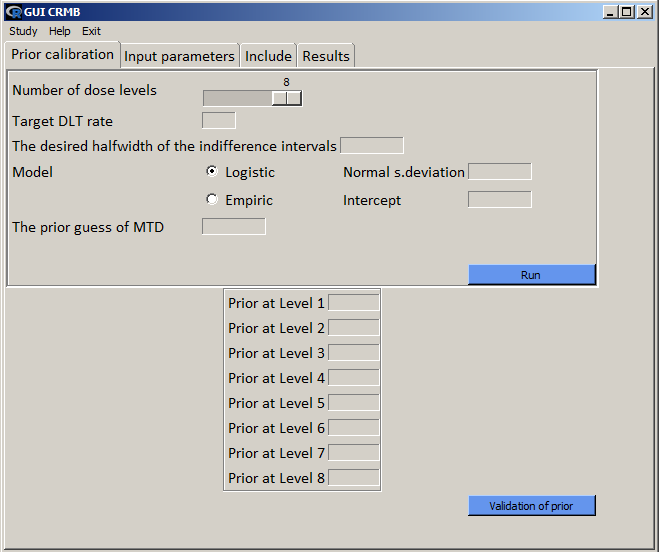 GUI CRMB
Study Help Exit
Prior calibration Input parameters Include Results
8
Number of dose levels
Target DLT rate
The desired halfwidth of the indifference intervals
Model Logistic Normal s.deviation
Empiric Intercept
The prior guess of MTD
Run
Prior at Level 1
Prior at Level 2
Prior at Level 3
Prior at Level 4
Prior at Level 5
Prior at Level 6
Prior at Level 7
Prior at Level 8
Validation of prior